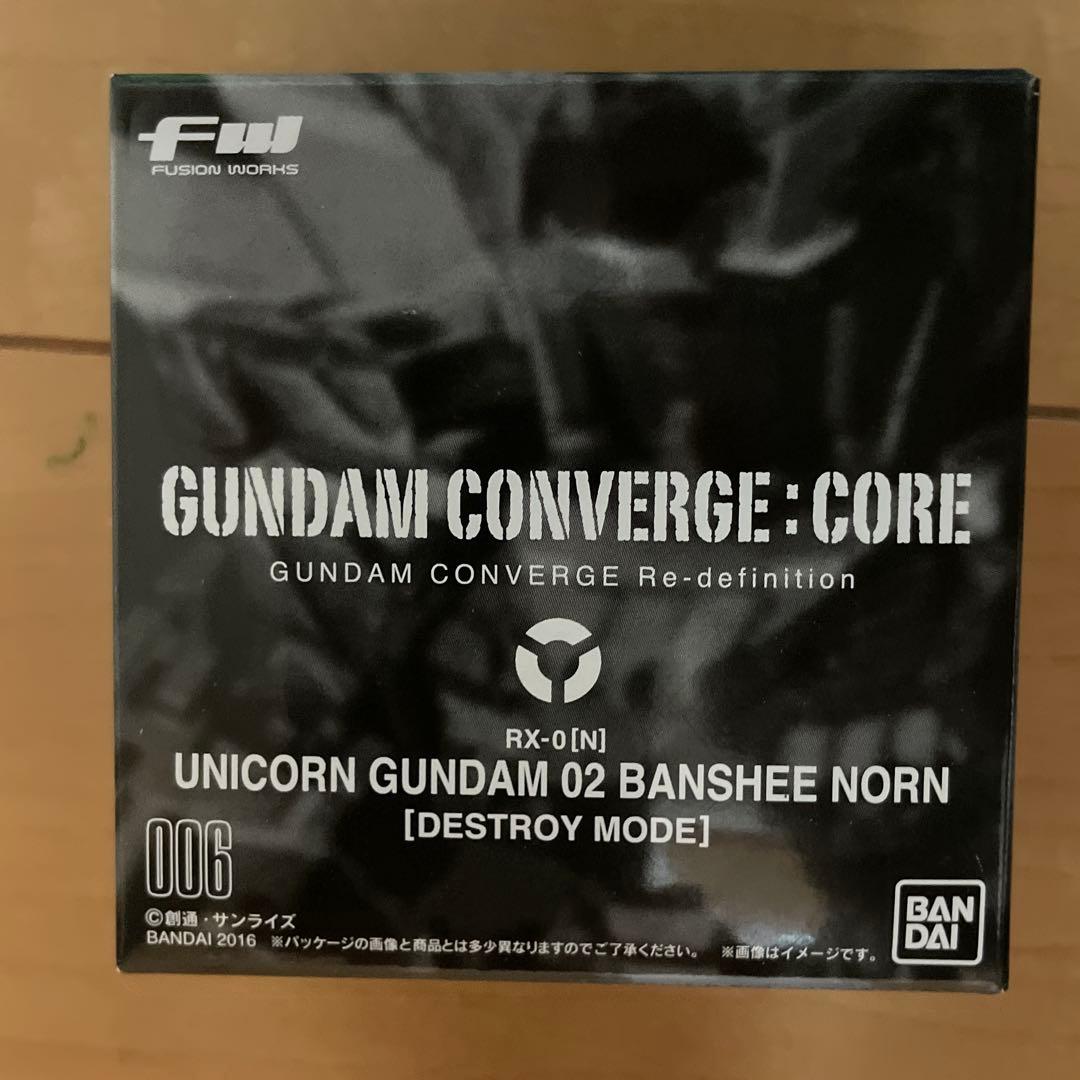 FW
FUSION WORKS
GUNDAM CONVERGE:CORE
GUNDAM CONVERGE Re-definition
RX-0[N]
UNICORN GUNDAM 02 BANSHEE NORN
[DESTROY MODE]
006
©創通・サンライズ
BANDAI 2016 ※パッケージの画像と商品とは多少異なりますのでご了承ください。 ※画像はイメージです。
BAN
DAI